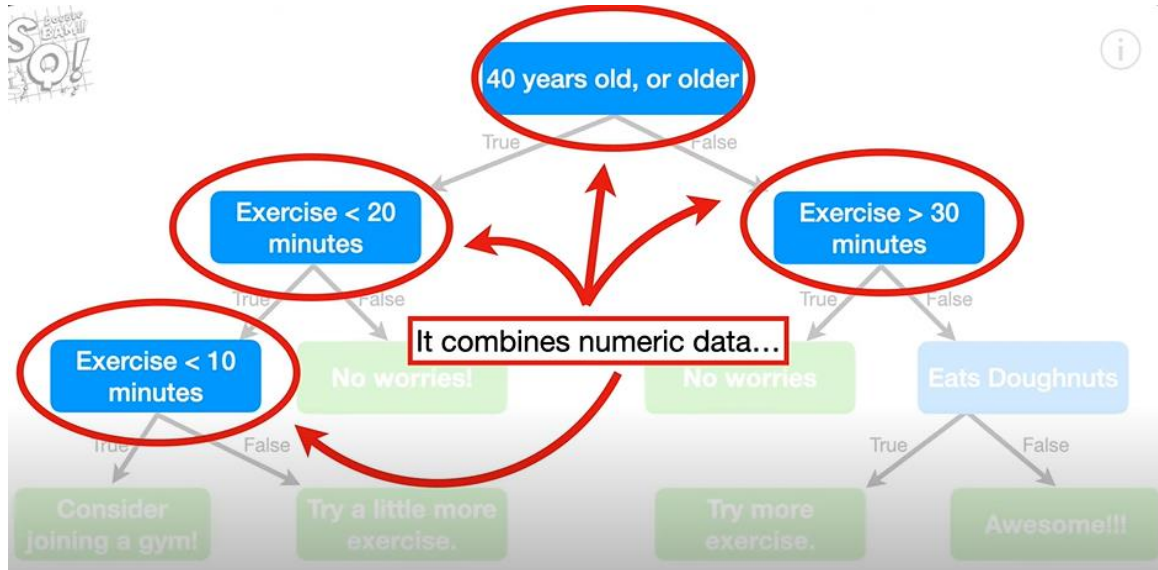 40 years old, or older
True
False
Exercise < 20
minutes
Exercise > 30
minutes
True
False
True
False
It combines numeric data...
Exercise < 10
minutes
No worries!
No worries
Eats Doughnuts
True
False
True
False
Consider
joining a gym!
Try a little more
exercise.
Try more
exercise.
Awesome!!!